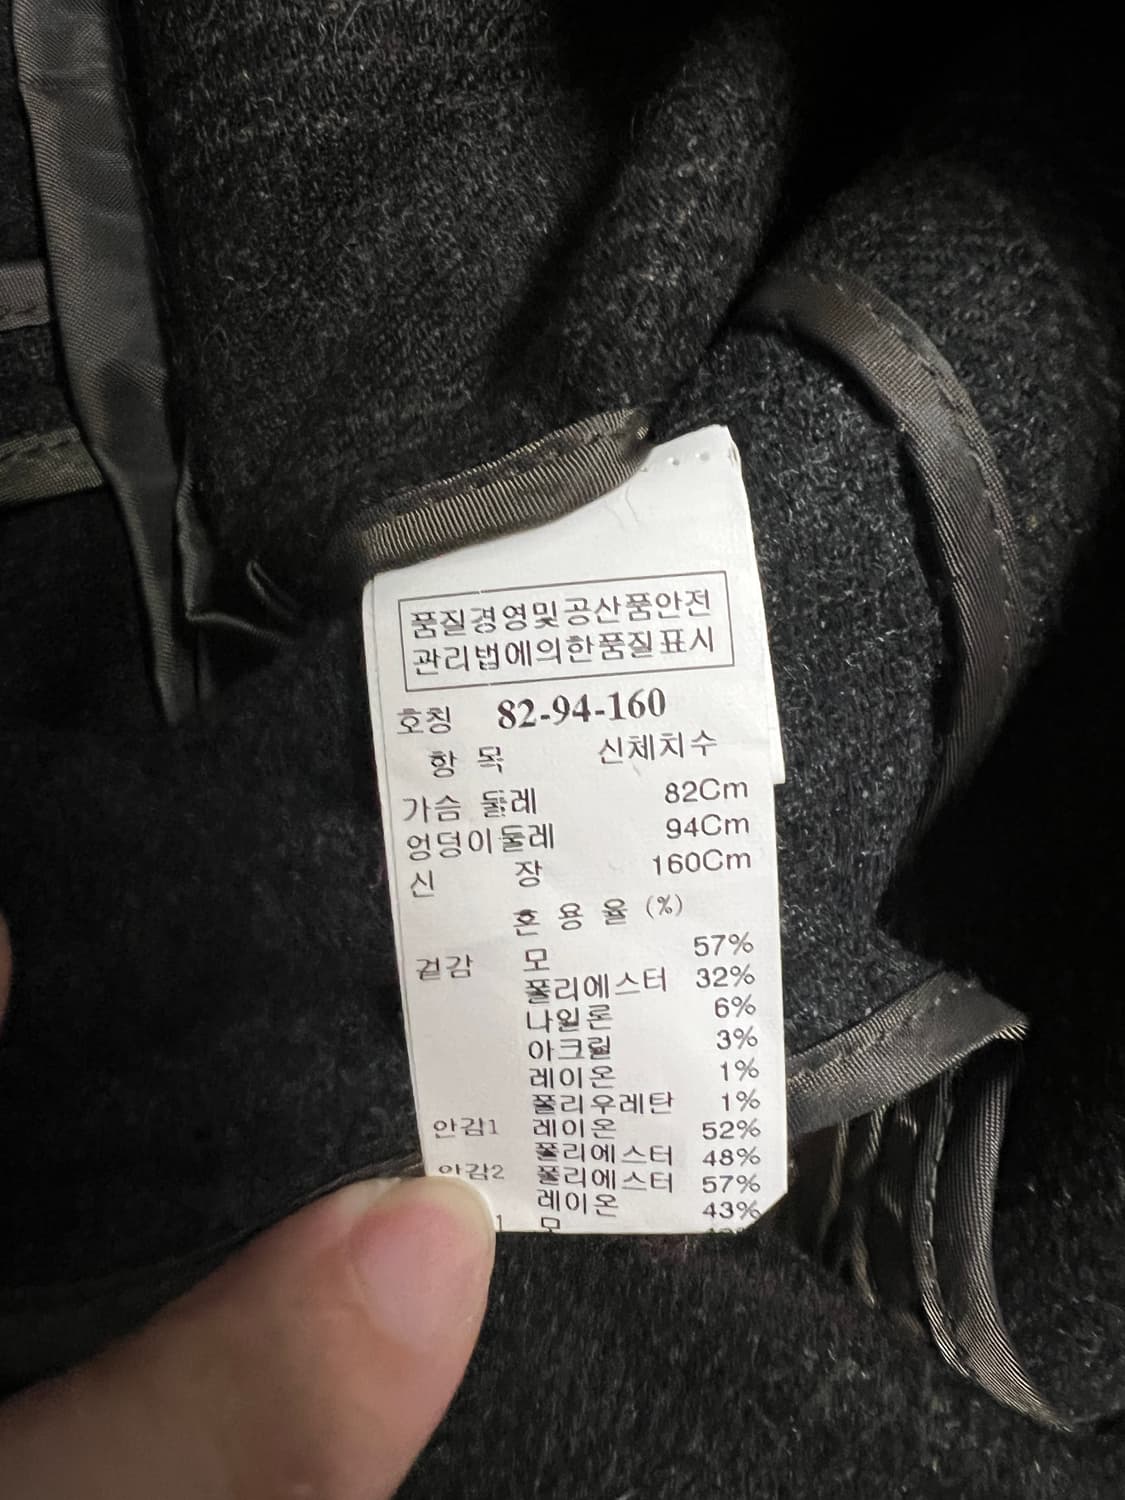 품질경영및공산품안전
관리법에의한품질표시
호칭 82-94-160
항 목 신체치수
가슴 둘레 82Cm
엉덩이둘레 94Cm
신 장 160Cm
혼 용 율 (%)
겉감 모 57%
폴리에스터 32%
나일론 6%
아크릴 3%
레이온 1%
폴리우레탄 1%
안감1 레이온 52%
폴리에스터 48%
안감2 폴리에스터 57%
레이온 43%
1 모